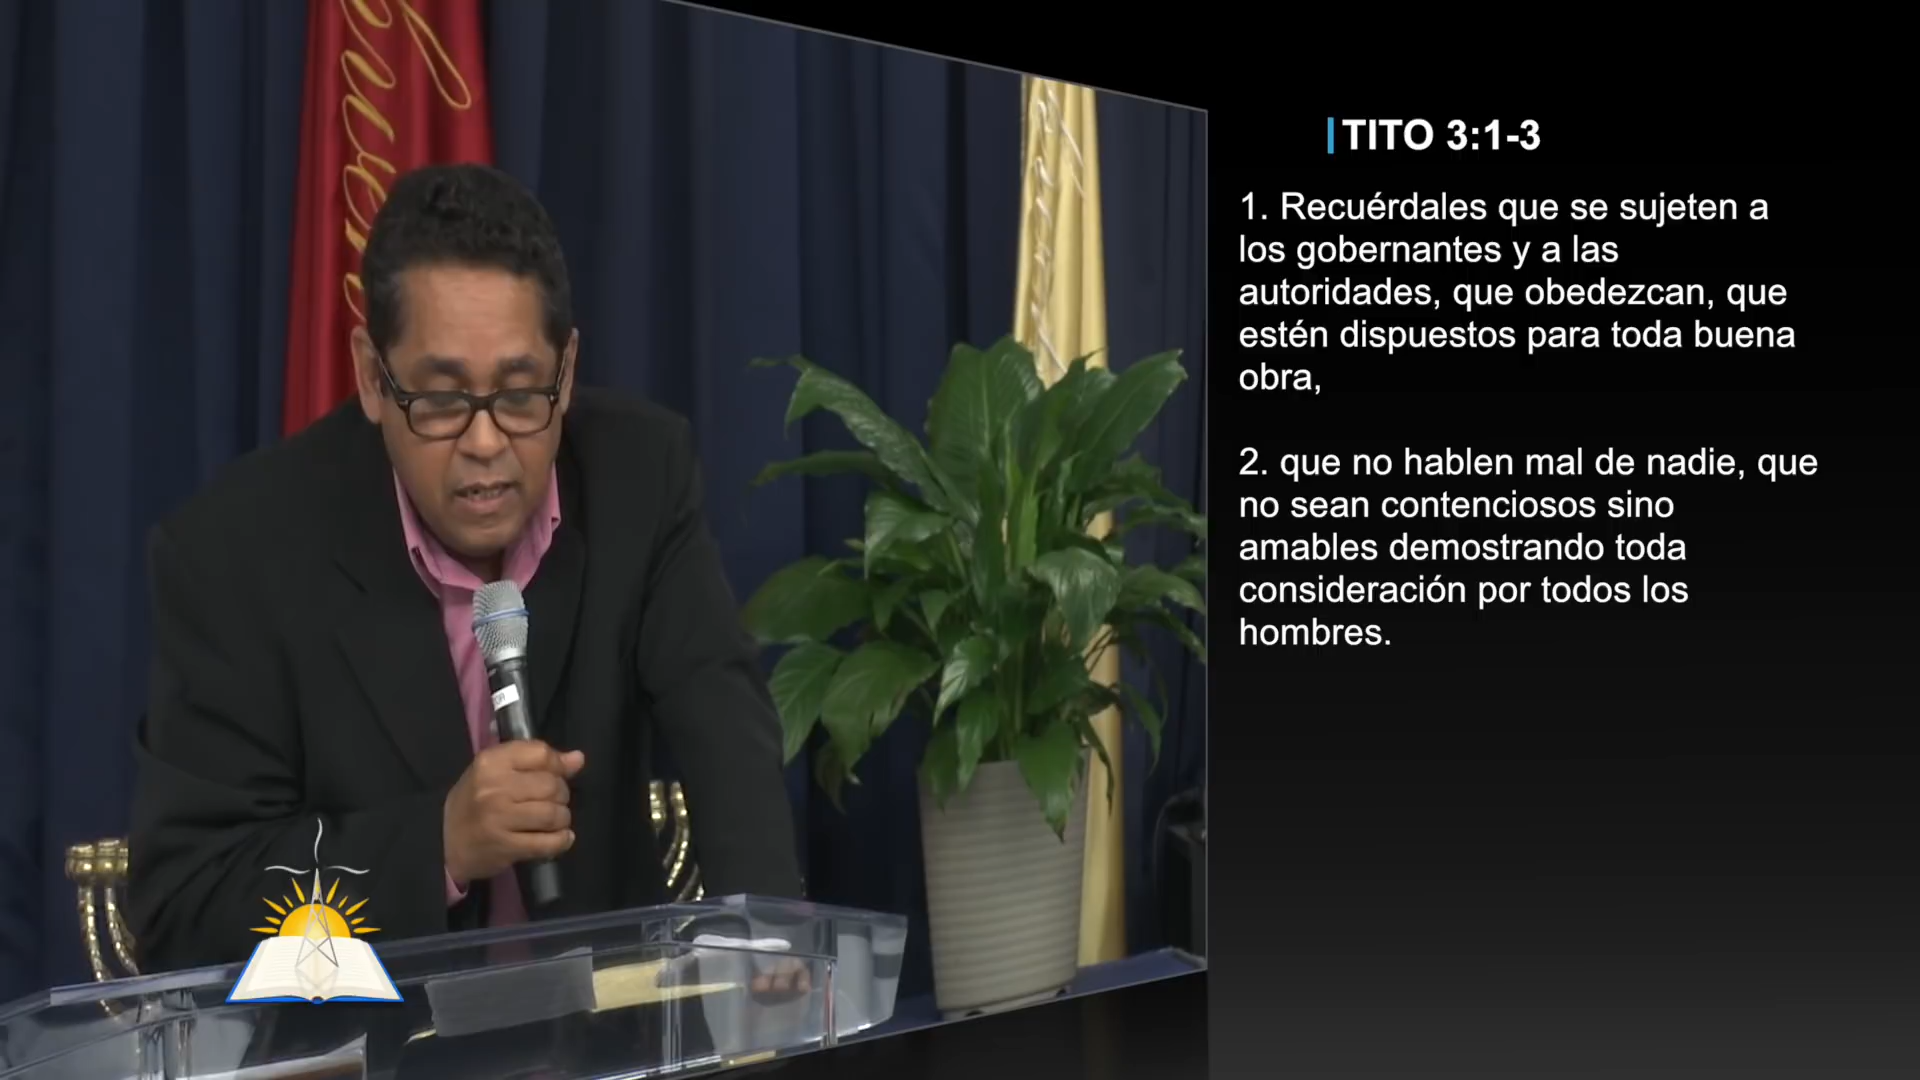 TITO 3:1-3
1. Recuérdales que se sujeten a
los gobernantes y a las
autoridades, que obedezcan, que
estén dispuestos para toda buena
obra,
2. que no hablen mal de nadie, que
no sean contenciosos sino
amables demostrando toda
consideración por todos los
hombres.